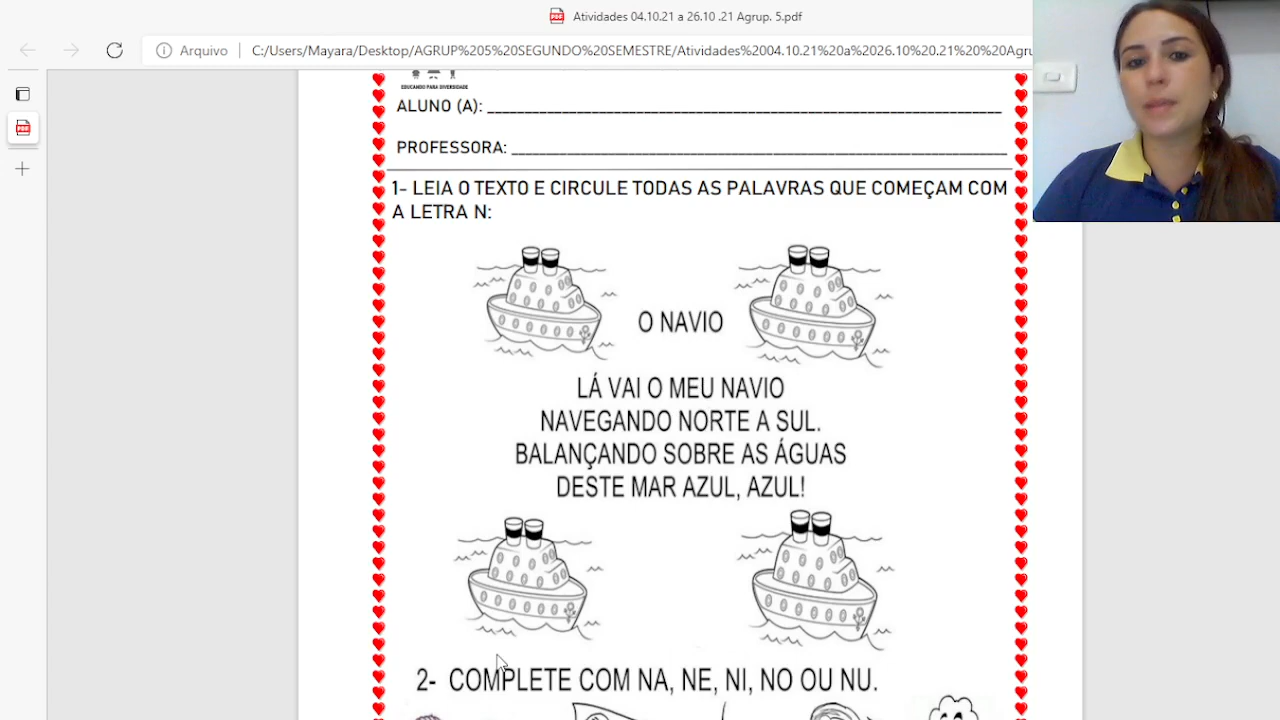 Atividades 04.10.21 a 26.10 .21 Agrup. 5.pdf
Arquivo
C:/Users/Mayara/Desktop/AGRUP%205%20SEGUNDO%20SEMESTRE/Atividades%2004.10.21%20a%2026.10%20.21%20%20Agru
EDUCANDO PARA DIVERSIDADE
ALUNO (A):
PROFESSORA:
1- LEIA O TEXTO E CIRCULE TODAS AS PALAVRAS QUE COMEÇAM COM
A LETRA N:
O NAVIO
LÁ VAI O MEU NAVIO
NAVEGANDO NORTE A SUL.
BALANÇANDO SOBRE AS ÁGUAS
DESTE MAR AZUL, AZUL!
2- COMPLETE COM NA, NE, NI, NO OU NU.